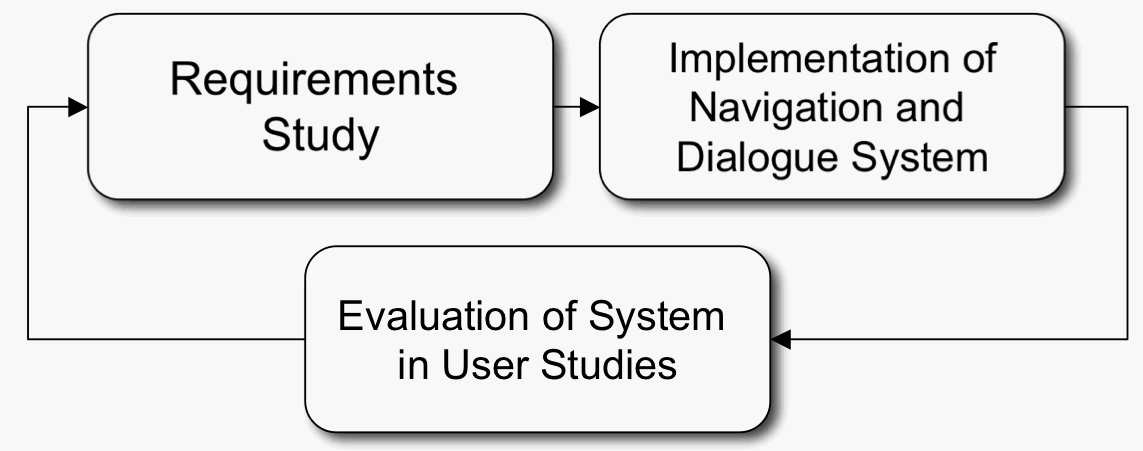 Requirements
Study
Implementation of
Navigation and
Dialogue System
Evaluation of System
in User Studies